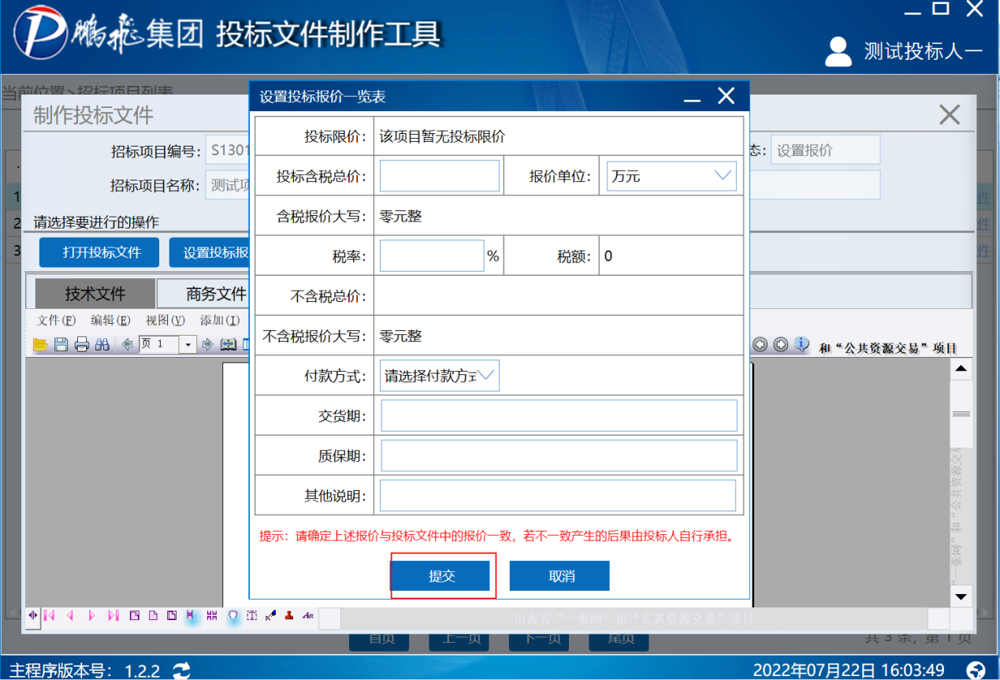 鹏飛集团 投标文件制作工具
测试投标人一
当前位置>招标项目列表
设置投标报价一览表
制作投标文件
投标限价： 该项目暂无投标限价
招标项目编号： S1301
态： 设置报价
投标含税总价： 报价单位： 万元
招标项目名称： 测试项
含税报价大写： 零元整
1
件
请选择要进行的操作
2
件
打开投标文件 设置投标报
税率： % 税额： 0
3
件
技术文件 商务文件
不含税总价：
文件(F) 编辑(E) 视图(V) 添加(I)
不含税报价大写： 零元整
页 1
和“公共资源交易”项目
付款方式： 请选择付款方式
交货期：
质保期：
其他说明：
提示：请确定上述报价与投标文件中的报价一致，若不一致产生的后果由投标人自行承担。
提交 取消
山西省“一张网”和“公共资源交易”项目
首页 上一页 下一页 尾页
共 3 条，第 1 页
主程序版本号： 1.2.2
2022年07月22日 16:03:49